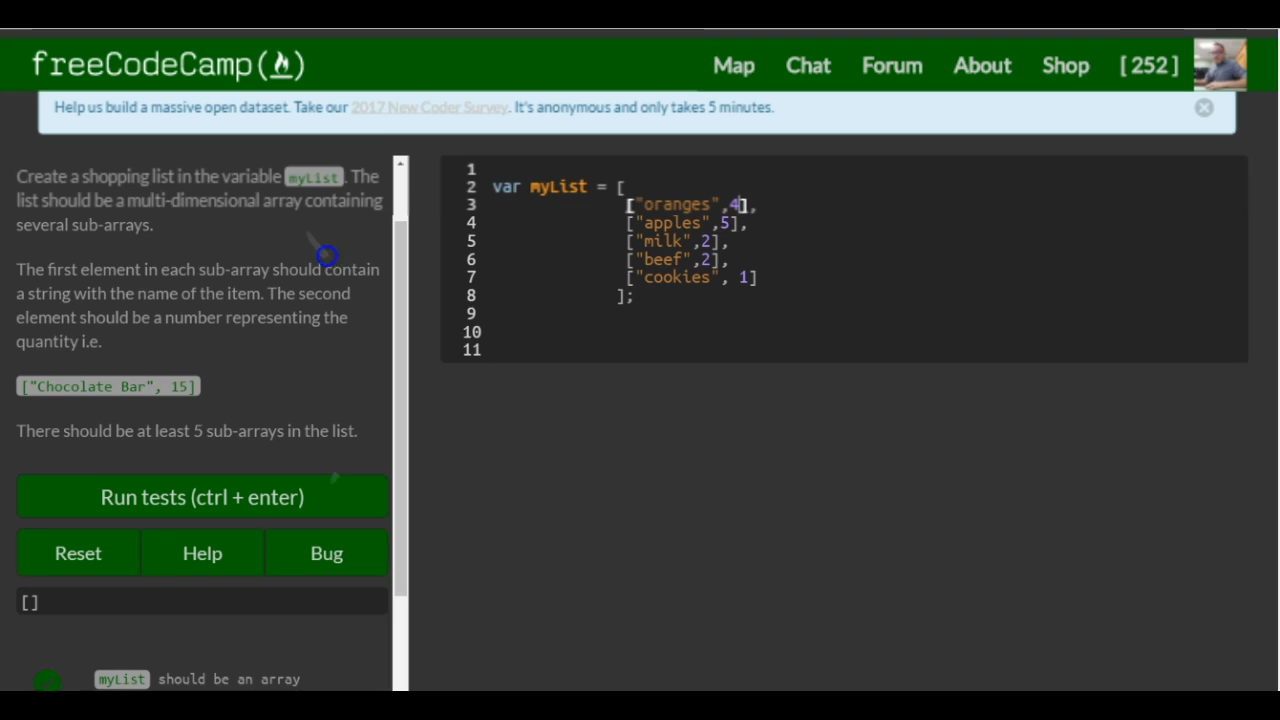 freeCodeCamp(🔥)
Map Chat Forum About Shop [ 252 ]
Help us build a massive open dataset. Take our 2017 New Coder Survey. It's anonymous and only takes 5 minutes.
Create a shopping list in the variable myList. The
list should be a multi-dimensional array containing
several sub-arrays.
The first element in each sub-array should contain
a string with the name of the item. The second
element should be a number representing the
quantity i.e.
["Chocolate Bar", 15]
There should be at least 5 sub-arrays in the list.
Run tests (ctrl + enter)
Reset Help Bug
[]
myList should be an array
1
2 var myList = [
3 ["oranges",4],
4 ["apples",5],
5 ["milk",2],
6 ["beef",2],
7 ["cookies", 1]
8 ];
9
10
11